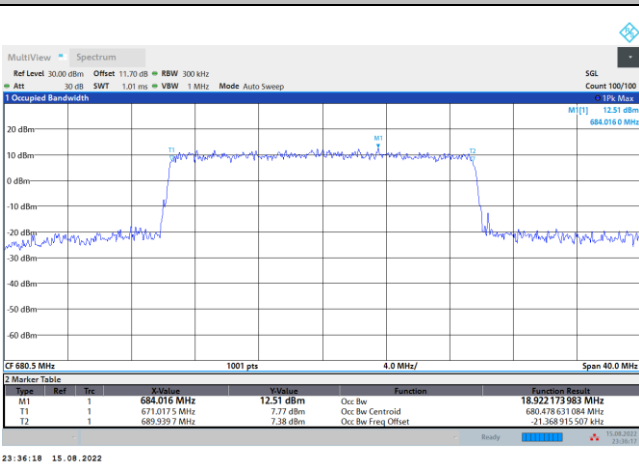 MultiView Spectrum
Ref Level 30.00 dBm Offset 11.70 dB RBW 300 kHz SGL
Att 30 dB SWT 1.01 ms VBW 1 MHz Mode Auto Sweep Count 100/100
1 Occupied Bandwidth 1Pk Max
M1[1] 12.51 dBm
684.016 0 MHz
20 dBm
M1
T1 T2
10 dBm
0 dBm
-10 dBm
-20 dBm
-30 dBm
-40 dBm
-50 dBm
-60 dBm
CF 680.5 MHz 1001 pts 4.0 MHz/ Span 40.0 MHz
2 Marker Table
Type Ref Trc X-Value Y-Value Function Function Result
M1 1 684.016 MHz 12.51 dBm Occ Bw 18.922 173 983 MHz
T1 1 671.017 5 MHz 7.77 dBm Occ Bw Centroid 680.478 631 084 MHz
T2 1 689.939 7 MHz 7.38 dBm Occ Bw Freq Offset -21.368 915 507 kHz
Ready 15.08.2022
23:36:17
23:36:18 15.08.2022